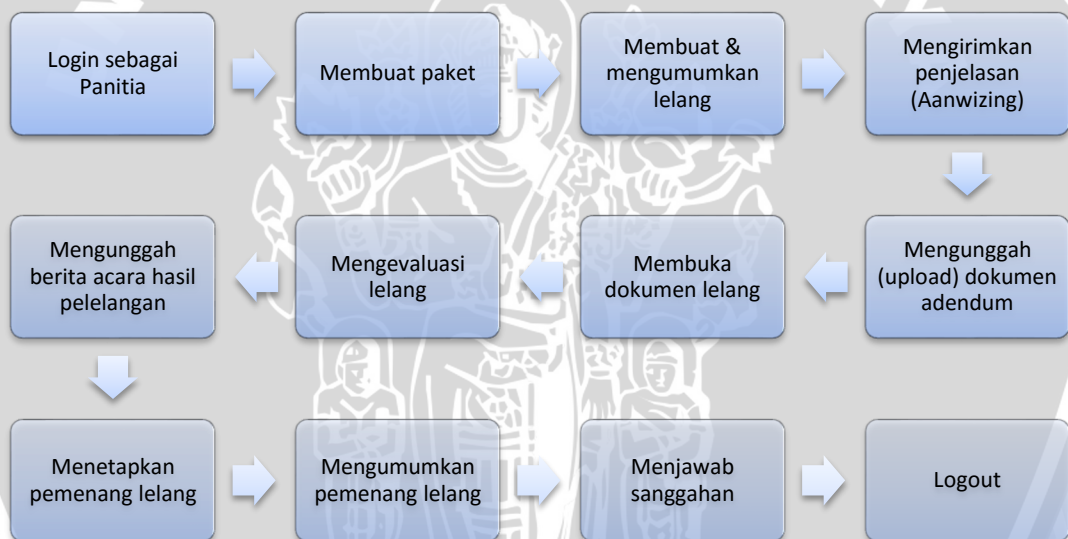 Login sebagai
Panitia
Membuat paket
Membuat &
mengumumkan
lelang
Mengirimkan
penjelasan
(Aanwizing)
Mengunggah
(upload) dokumen
adendum
Membuka
dokumen lelang
Mengevaluasi
lelang
Mengunggah
berita acara hasil
pelelangan
Menetapkan
pemenang lelang
Mengumumkan
pemenang lelang
Menjawab
sanggahan
Logout